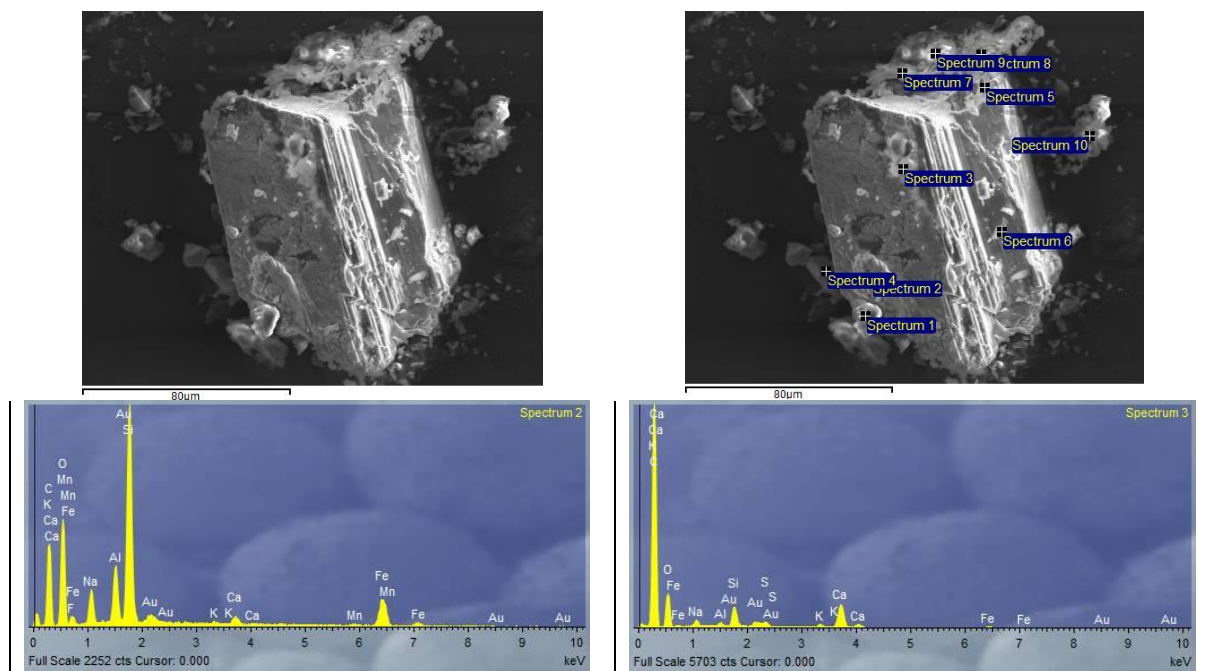 Spectrum 9
ctrum 8
Spectrum 7
Spectrum 5
Spectrum 10
Spectrum 3
Spectrum 6
Spectrum 4
Spectrum 2
Spectrum 1
80µm
80µm
Spectrum 2
Au
Si
O
Mn
C
Mn
K
Fe
Ca
Ca
Al
Fe
Na
F
Au
Au
K
K
Ca
Ca
Mn
Fe
Mn
Fe
Au
Au
0 1 2 3 4 5 6 7 8 9 10
Full Scale 2252 cts Cursor: 0.000
keV
Spectrum 3
Ca
Ca
K
C
O
Fe
Fe
Na
Al
Si
Au
Au
S
S
Au
K
Ca
K
Ca
Fe
Fe
Au
Au
0 1 2 3 4 5 6 7 8 9 10
Full Scale 5703 cts Cursor: 0.000
keV